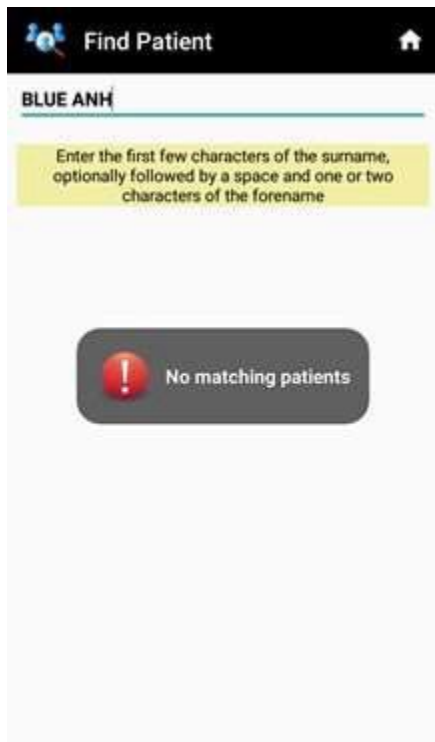 Find Patient
BLUE ANH
Enter the first few characters of the surname,
optionally followed by a space and one or two
characters of the forename
No matching patients